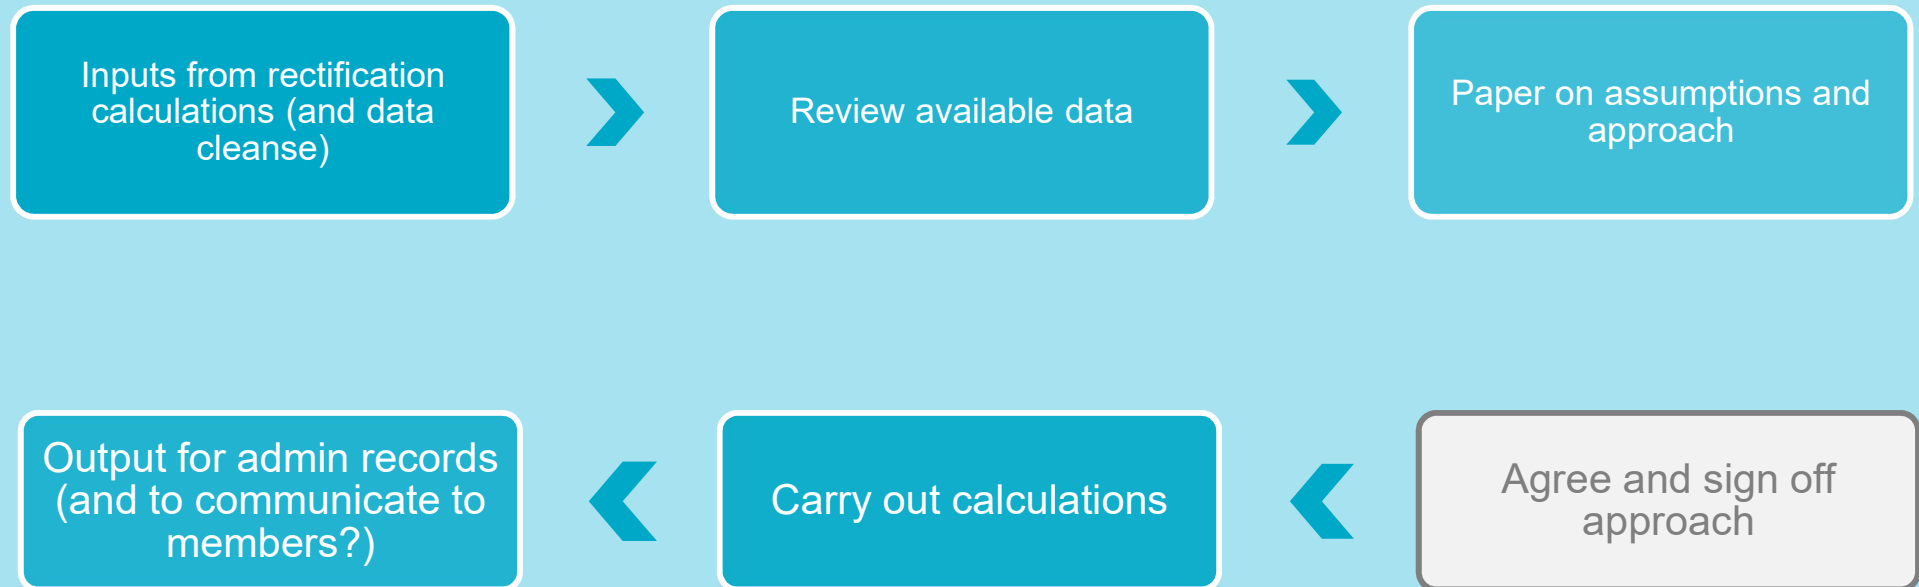 Inputs from rectification
calculations (and data
cleanse)
Review available data
Paper on assumptions and
approach
Agree and sign off
approach
Carry out calculations
Output for admin records
(and to communicate to
members?)